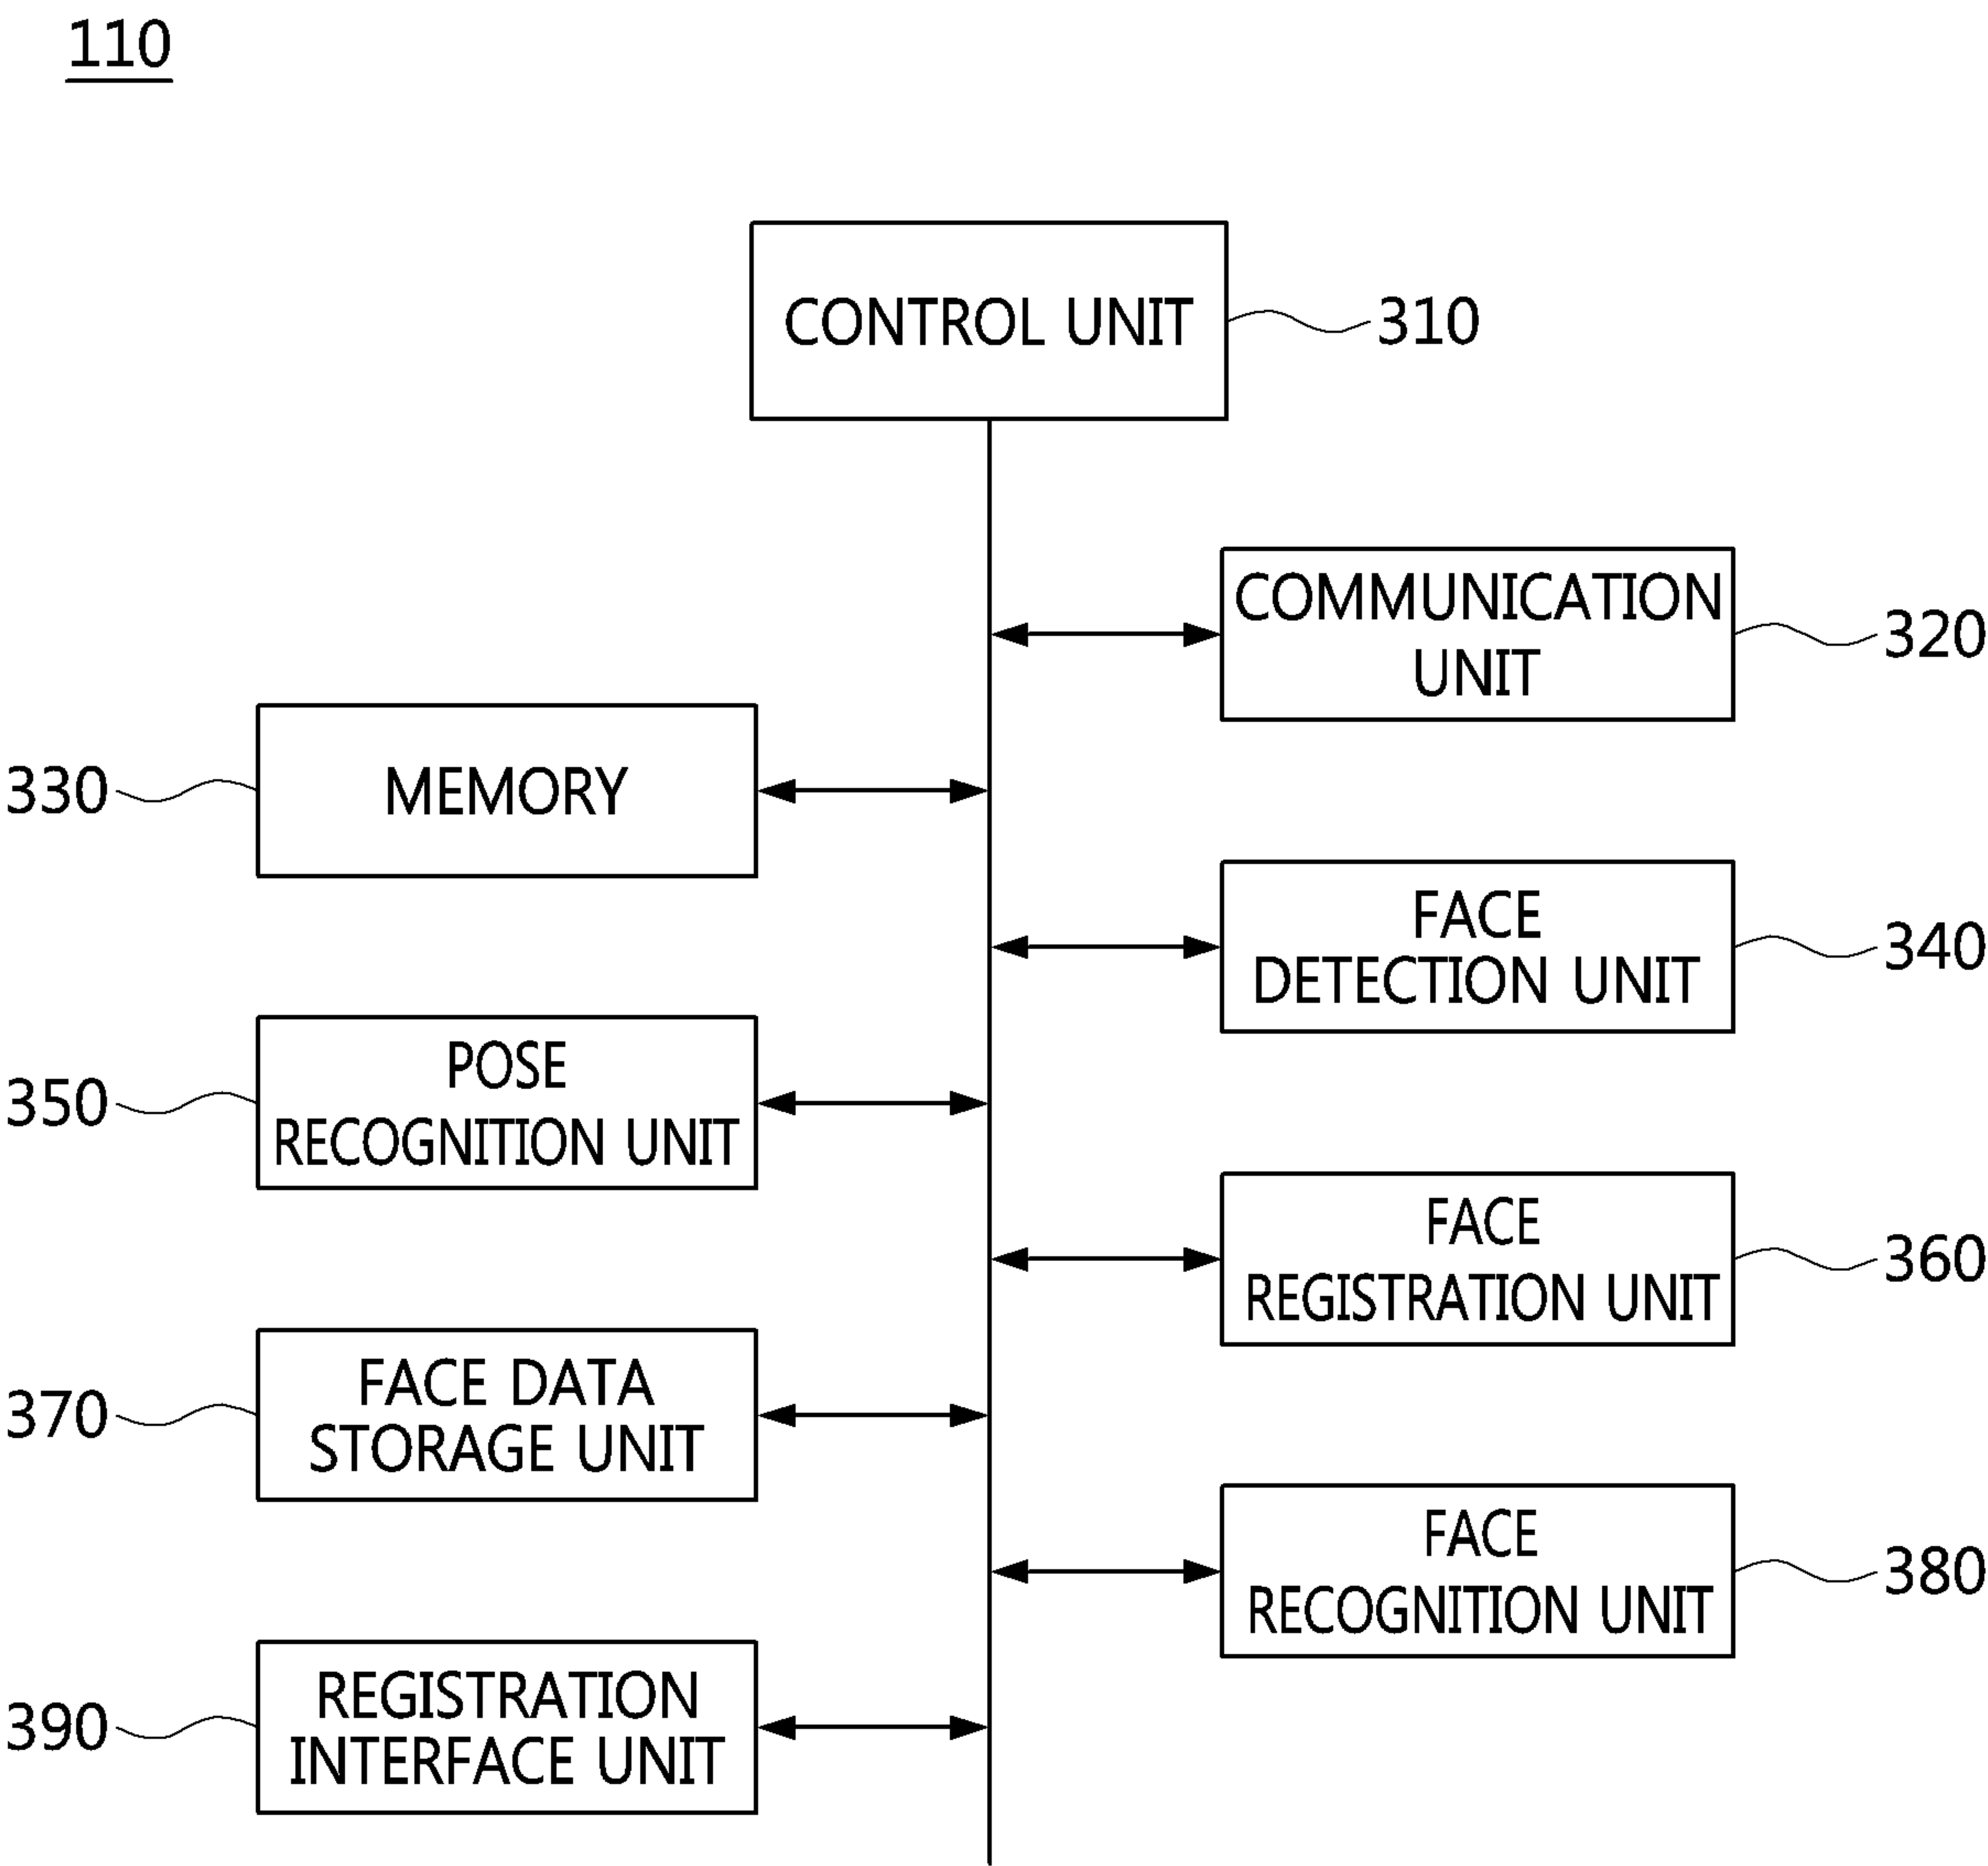 110
CONTROL UNIT
310
COMMUNICATION
UNIT
320
330
MEMORY
FACE
DETECTION UNIT
340
350
POSE
RECOGNITION UNIT
FACE
REGISTRATION UNIT
360
370
FACE DATA
STORAGE UNIT
FACE
RECOGNITION UNIT
380
390
REGISTRATION
INTERFACE UNIT